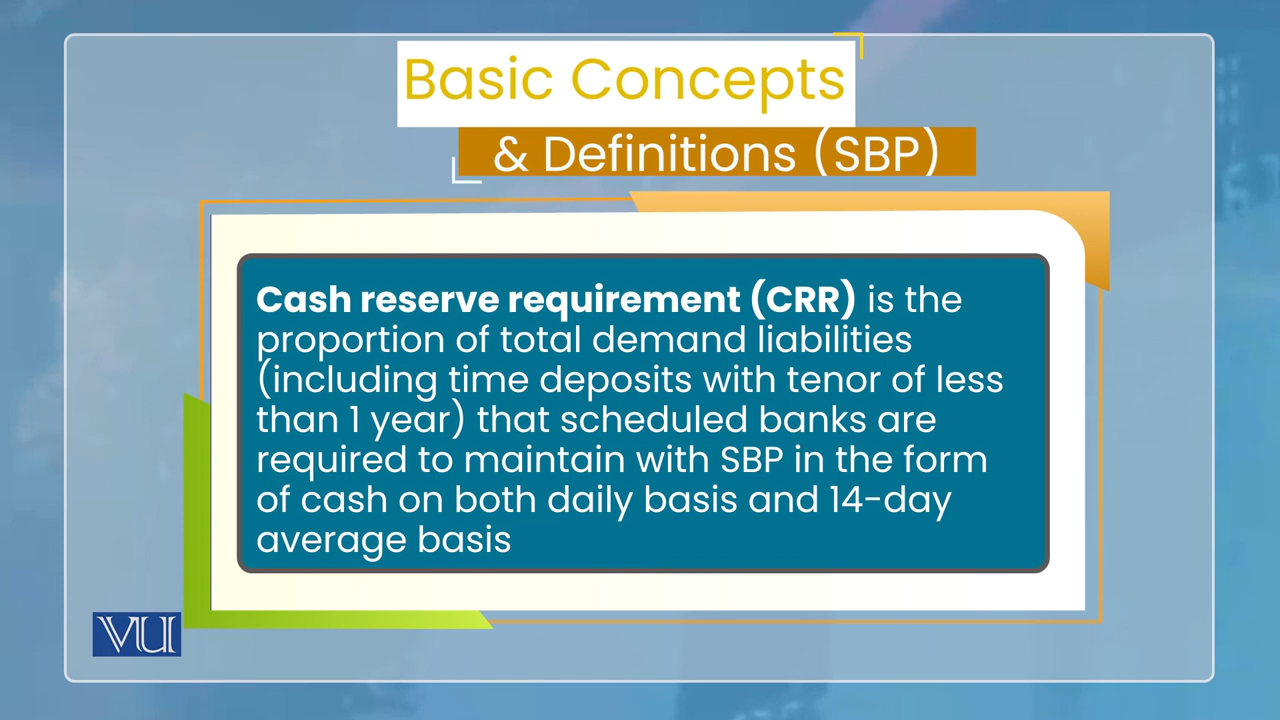 Basic Concepts
& Definitions (SBP)
Cash reserve requirement (CRR) is the
proportion of total demand liabilities
(including time deposits with tenor of less
than 1 year) that scheduled banks are
required to maintain with SBP in the form
of cash on both daily basis and 14-day
average basis
VU